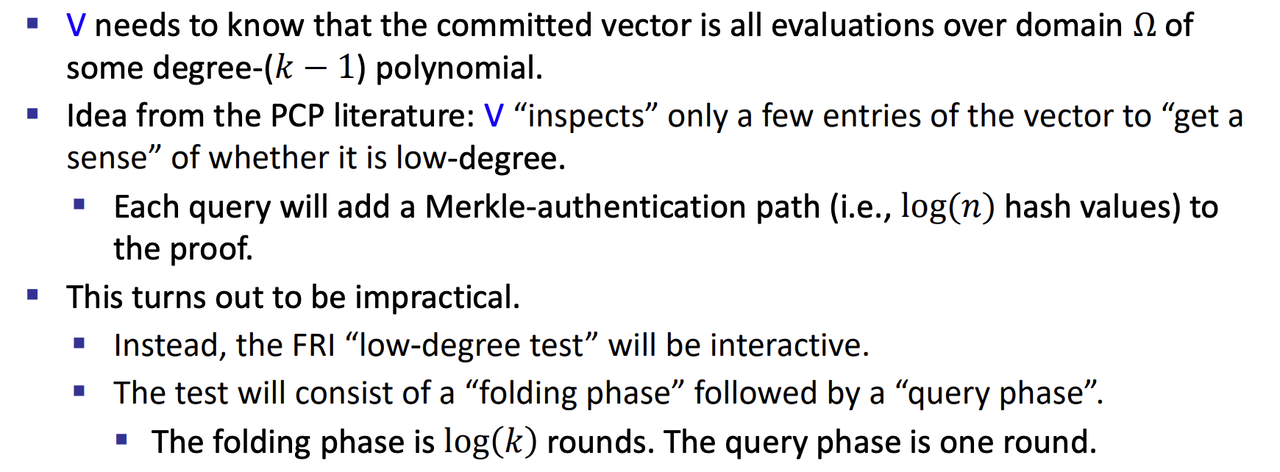 ▪ V needs to know that the committed vector is all evaluations over domain Ω of
some degree-(k − 1) polynomial.
▪ Idea from the PCP literature: V “inspects” only a few entries of the vector to “get a
sense” of whether it is low-degree.
▪ Each query will add a Merkle-authentication path (i.e., log(n) hash values) to
the proof.
▪ This turns out to be impractical.
▪ Instead, the FRI “low-degree test” will be interactive.
▪ The test will consist of a “folding phase” followed by a “query phase”.
▪ The folding phase is log(k) rounds. The query phase is one round.